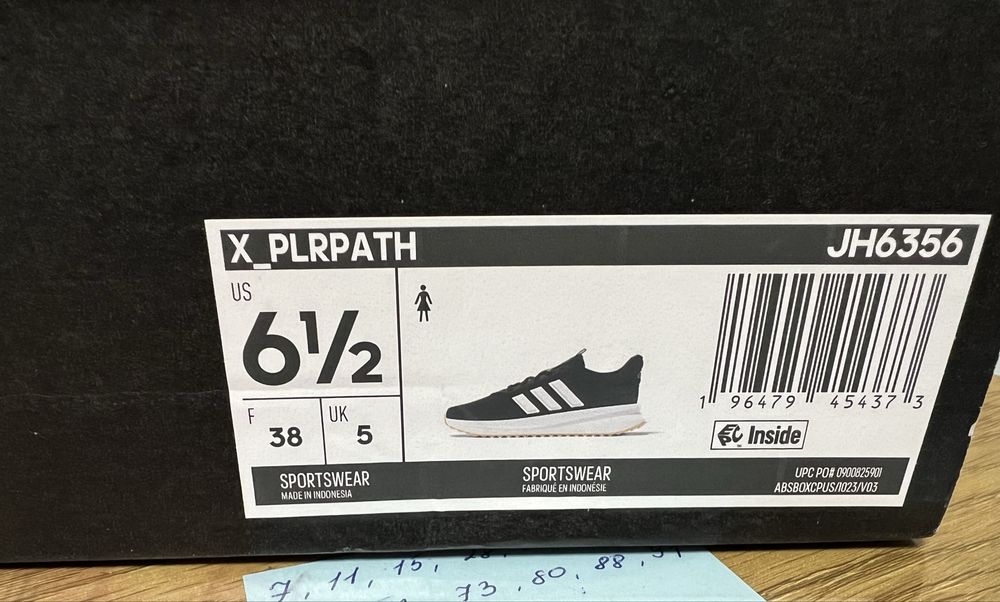 X_PLRPATH JH6356
US
6½
F
38
UK
5
1 96479 45437 3
Inside
SPORTSWEAR
MADE IN INDONESIA
SPORTSWEAR
FABRIQUÉ EN INDONÉSIE
UPC PO# 0900825901
ABSBOXCPUS/1023/V03
7, 11, 15,
73, 80, 88,